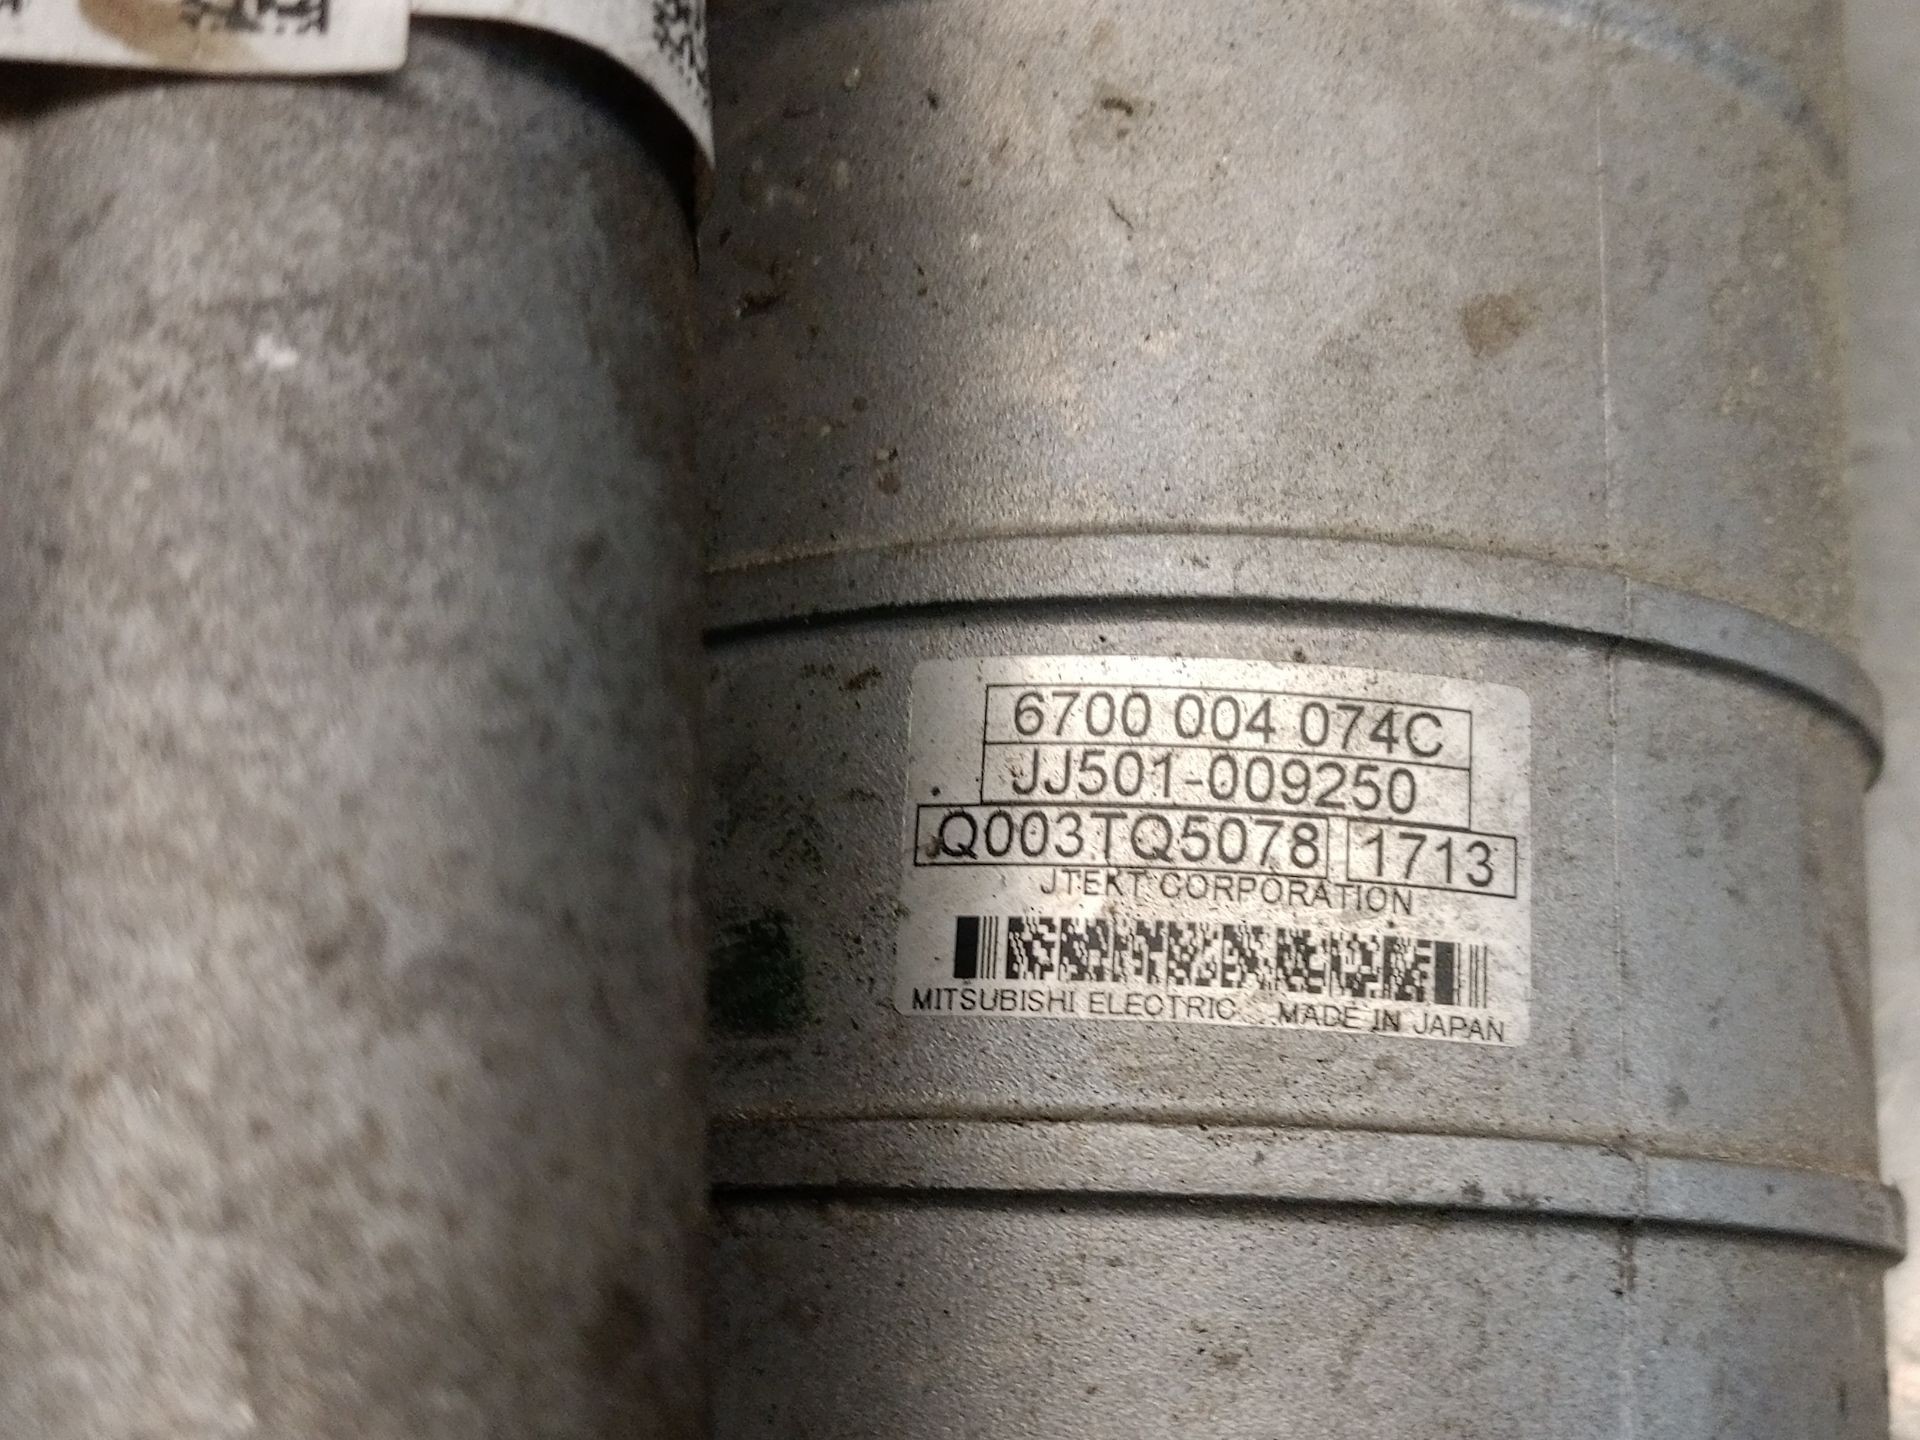 6700 004 074C
JJ501-009250
Q003TQ5078 1713
JTEKT CORPORATION
MITSUBISHI ELECTRIC MADE IN JAPAN